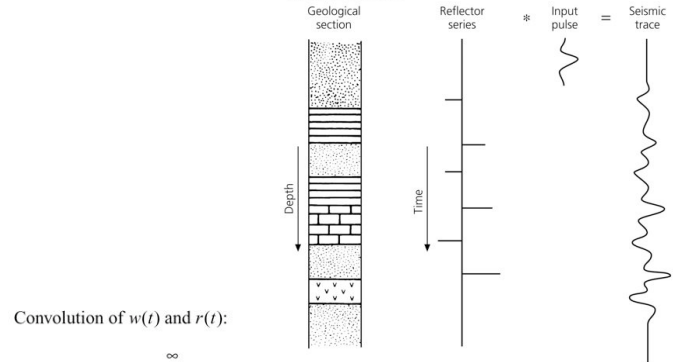 Geological section
Reflector series
*
Input pulse
=
Seismic trace
Depth
Time
Convolution of w(t) and r(t):
∞